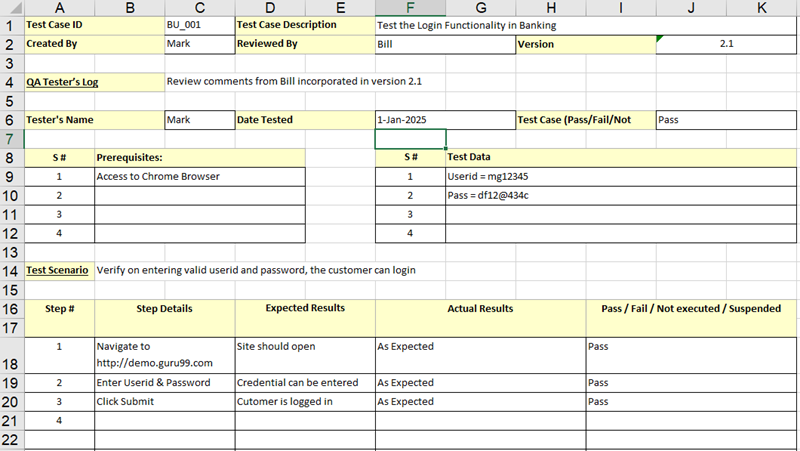 A B C D E F G H I J K
1 Test Case ID BU_001 Test Case Description Test the Login Functionality in Banking
2 Created By Mark Reviewed By Bill Version 2.1
3
4 QA Tester's Log Review comments from Bill incorporated in version 2.1
5
6 Tester's Name Mark Date Tested 1-Jan-2025 Test Case (Pass/Fail/Not Pass
7
8 S # Prerequisites: S # Test Data
9 1 Access to Chrome Browser 1 Userid = mg12345
10 2 2 Pass = df12@434c
11 3 3
12 4 4
13
14 Test Scenario Verify on entering valid userid and password, the customer can login
15
16 Step # Step Details Expected Results Actual Results Pass / Fail / Not executed / Suspended
17
1 Navigate to Site should open As Expected Pass
18 http://demo.guru99.com
19 2 Enter Userid & Password Credential can be entered As Expected Pass
20 3 Click Submit Cutomer is logged in As Expected Pass
21 4
22